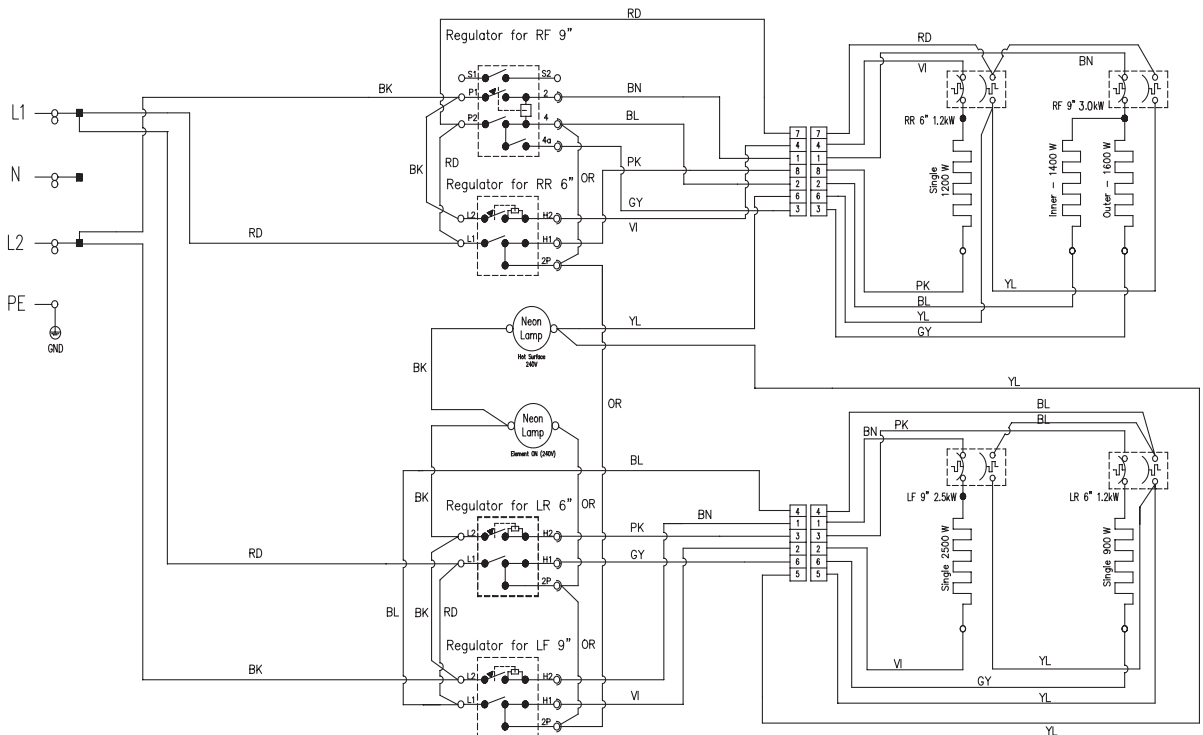 RD
Regulator for RF 9”
RD
BN
VI
S1
S2
BK
P1
2
BN
L1
P2
4
BL
RR 6” 1.2kW
RF 9” 3.0kW
4a
7 7
4 4
1 1
8 8
2 2
6 6
3 3
BK
RD
OR
PK
Regulator for RR 6”
Single
1200 W
Inner – 1400 W
Outer – 1600 W
N
GY
L2
H2
VI
L2
RD
L1
H1
2P
PK
YL
BL
YL
GY
PE
GND
Neon
Lamp
Hot Surface
240V
YL
BK
YL
OR
Neon
Lamp
Element ON (240V)
BL
BL
PK
BN
BL
LF 9” 2.5kW
LR 6” 1.2kW
BK
Regulator for LR 6”
OR
BN
4 4
1 1
3 3
2 2
6 6
5 5
L2
H2
PK
RD
L1
H1
GY
2P
Single 2500 W
Single 900 W
BL
BK
RD
Regulator for LF 9”
OR
BK
L2
H2
VI
YL
GY
L1
H1
VI
YL
2P
YL